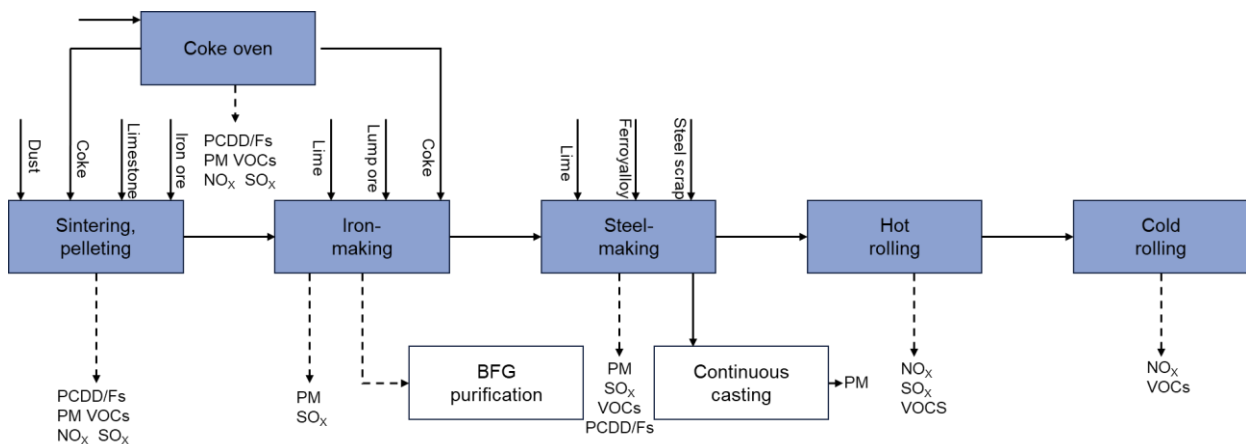 Coke oven
PCDD/Fs
PM VOCs
NOX SOX
Dust
Coke
Limestone
Iron ore
Lime
Lump ore
Coke
Lime
Ferroyalloy
Steel scrap
Sintering,
pelleting
Iron-
making
Steel-
making
Hot
rolling
Cold
rolling
PCDD/Fs
PM VOCs
NOX SOX
PM
SOX
BFG
purification
PM
SOX
VOCs
PCDD/Fs
Continuous
casting
PM
NOX
SOX
VOCS
NOX
VOCs